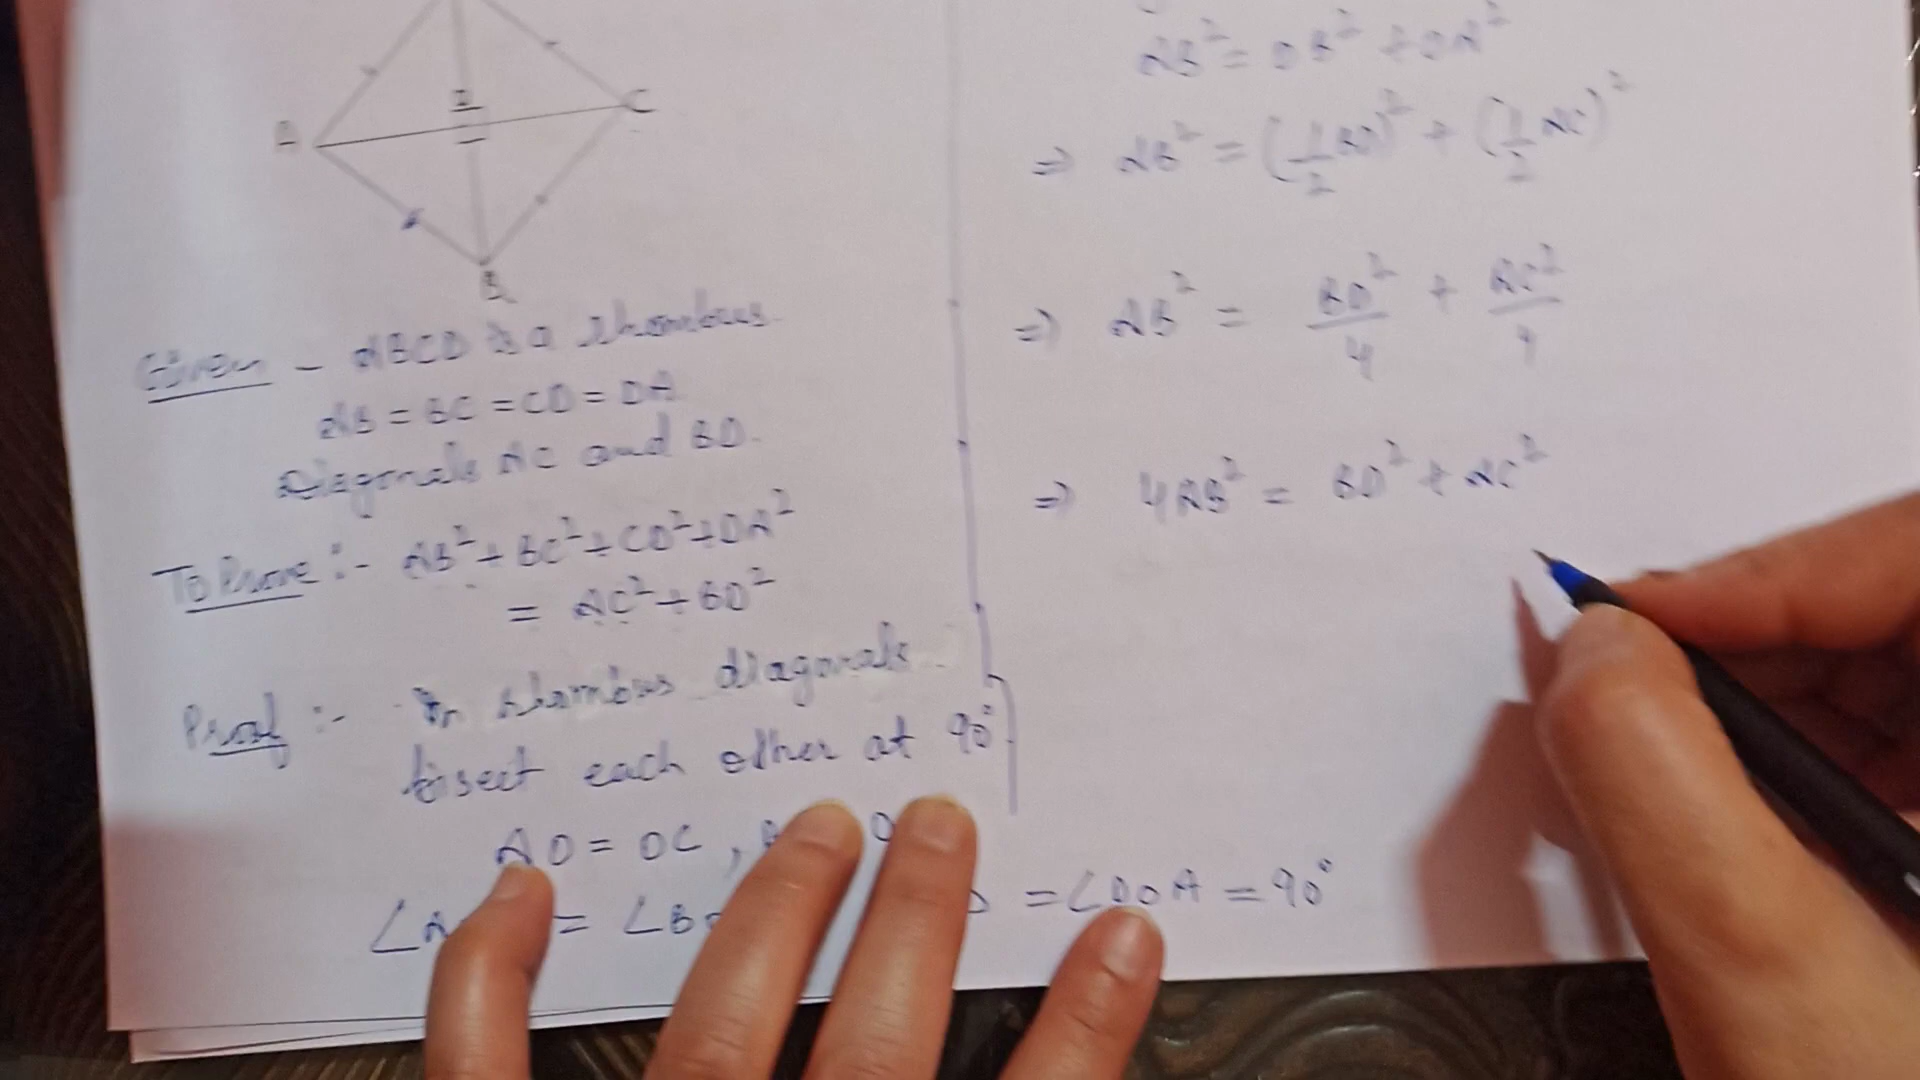 A
C
B
Given - ABCD is a rhombus.
AB = BC = CD = DA
Diagonals AC and BD.
To Prove :- AB² + BC² + CD² + DA²
= AC² + BD²
Proof :- In rhombus diagonals
bisect each other at 90°
AO = OC,
= ∠DOA = 90°
AB² = OB² + OA²
⇒ AB² = (1/2 BD)² + (1/2 AC)²
⇒ AB² = BD²/4 + AC²/4
⇒ 4AB² = BD² + AC²